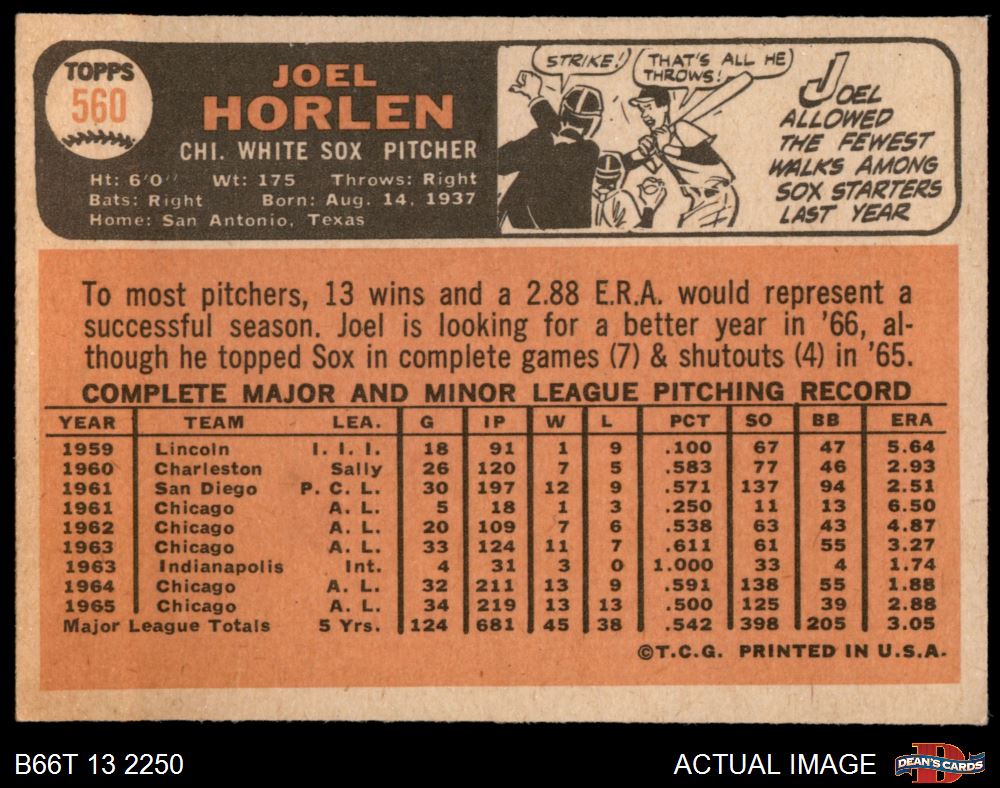 TOPPS
560
JOEL
HORLEN
CHI. WHITE SOX PITCHER
Ht: 6'0" Wt: 175 Throws: Right
Bats: Right Born: Aug. 14, 1937
Home: San Antonio, Texas
STRIKE!
THAT'S ALL HE
THROWS!
JOEL
ALLOWED
THE FEWEST
WALKS AMONG
SOX STARTERS
LAST YEAR
To most pitchers, 13 wins and a 2.88 E.R.A. would represent a
successful season. Joel is looking for a better year in '66, al-
though he topped Sox in complete games (7) & shutouts (4) in '65.
COMPLETE MAJOR AND MINOR LEAGUE PITCHING RECORD
YEAR TEAM LEA. G IP W L PCT SO BB ERA
1959 Lincoln I. I. I. 18 91 1 9 .100 67 47 5.64
1960 Charleston Sally 26 120 7 5 .583 77 46 2.93
1961 San Diego P. C. L. 30 197 12 9 .571 137 94 2.51
1961 Chicago A. L. 5 18 1 3 .250 11 13 6.50
1962 Chicago A. L. 20 109 7 6 .538 63 43 4.87
1963 Chicago A. L. 33 124 11 7 .611 61 55 3.27
1963 Indianapolis Int. 4 31 3 0 1.000 33 4 1.74
1964 Chicago A. L. 32 211 13 9 .591 138 55 1.88
1965 Chicago A. L. 34 219 13 13 .500 125 39 2.88
Major League Totals 5 Yrs. 124 681 45 38 .542 398 205 3.05
©T.C.G. PRINTED IN U.S.A.
B66T 13 2250
ACTUAL IMAGE
DEAN'S CARDS